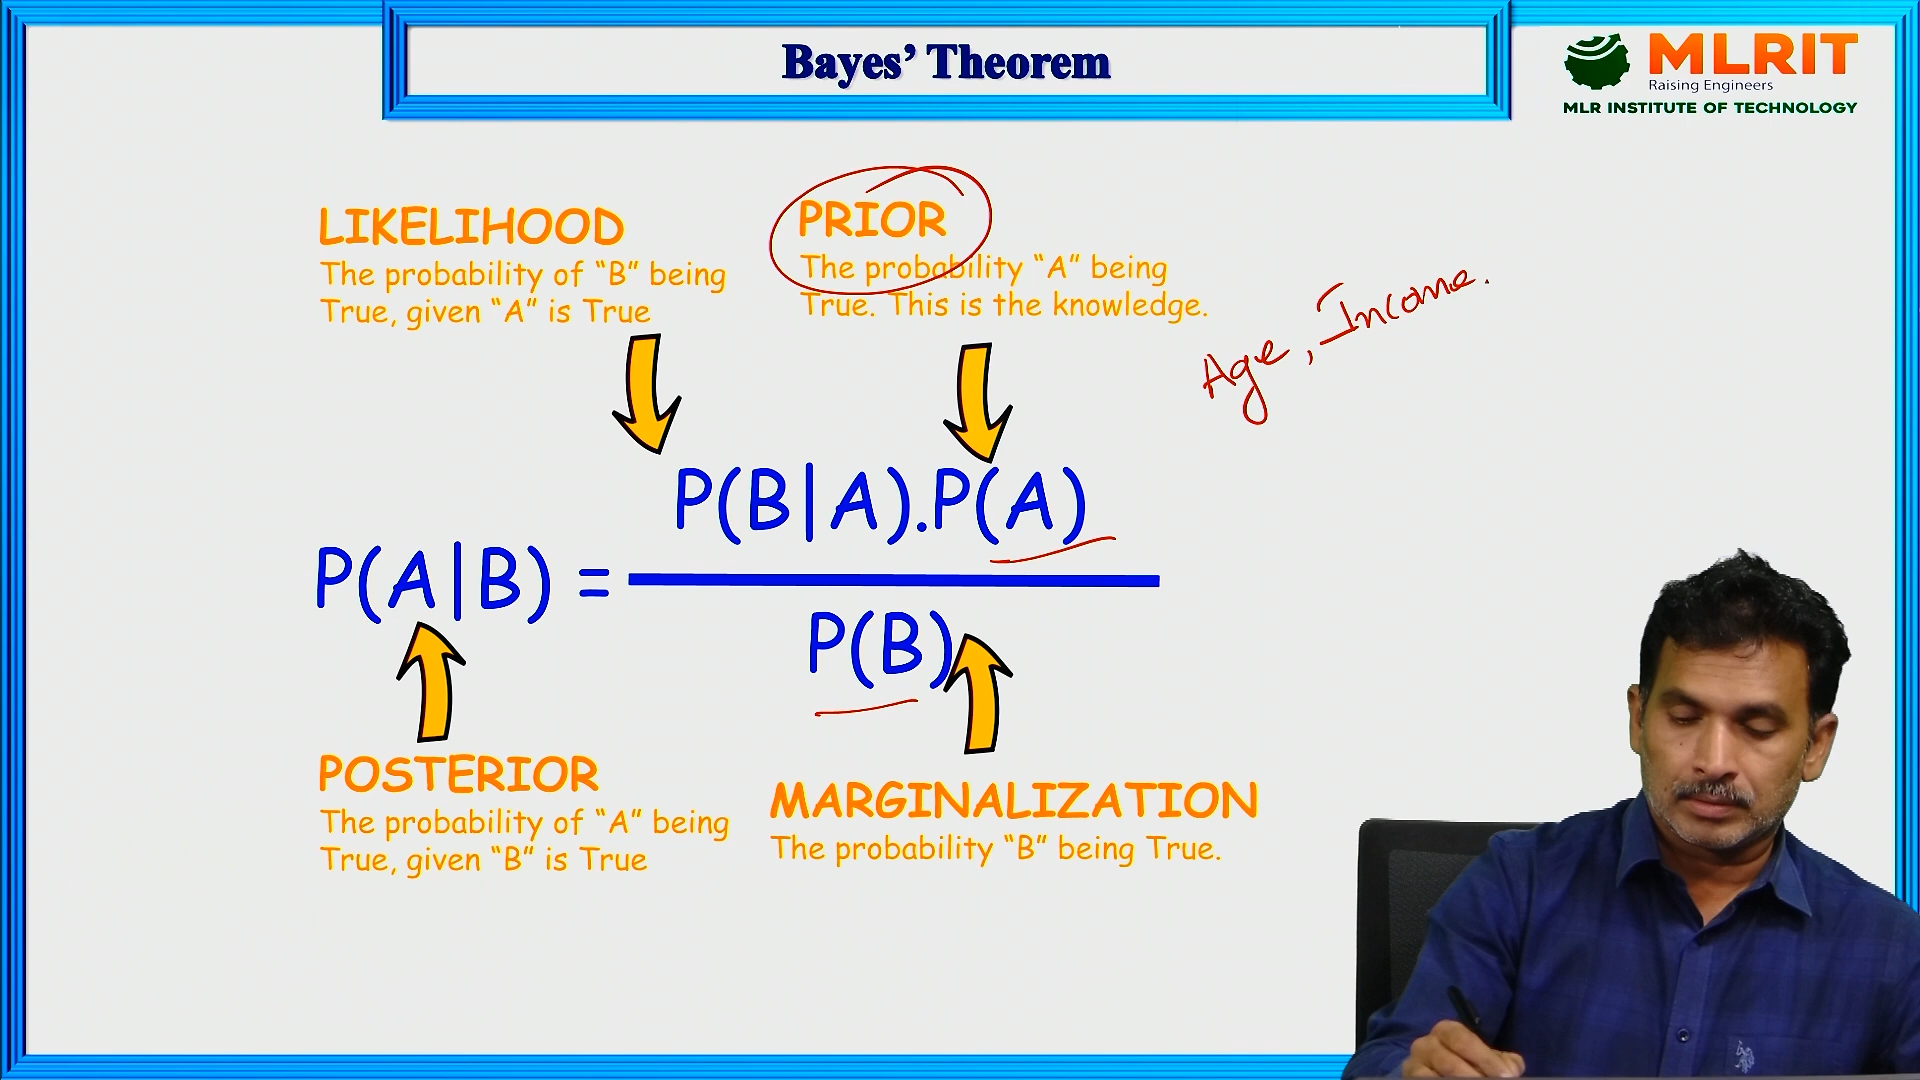 Bayes’ Theorem
MLRIT
Raising Engineers
MLR INSTITUTE OF TECHNOLOGY
LIKELIHOOD
The probability of “B” being
True, given “A” is True
PRIOR
The probability “A” being
True. This is the knowledge.
Age, Income.
P(B|A).P(A)
P(A|B) =
P(B)
POSTERIOR
The probability of “A” being
True, given “B” is True
MARGINALIZATION
The probability “B” being True.